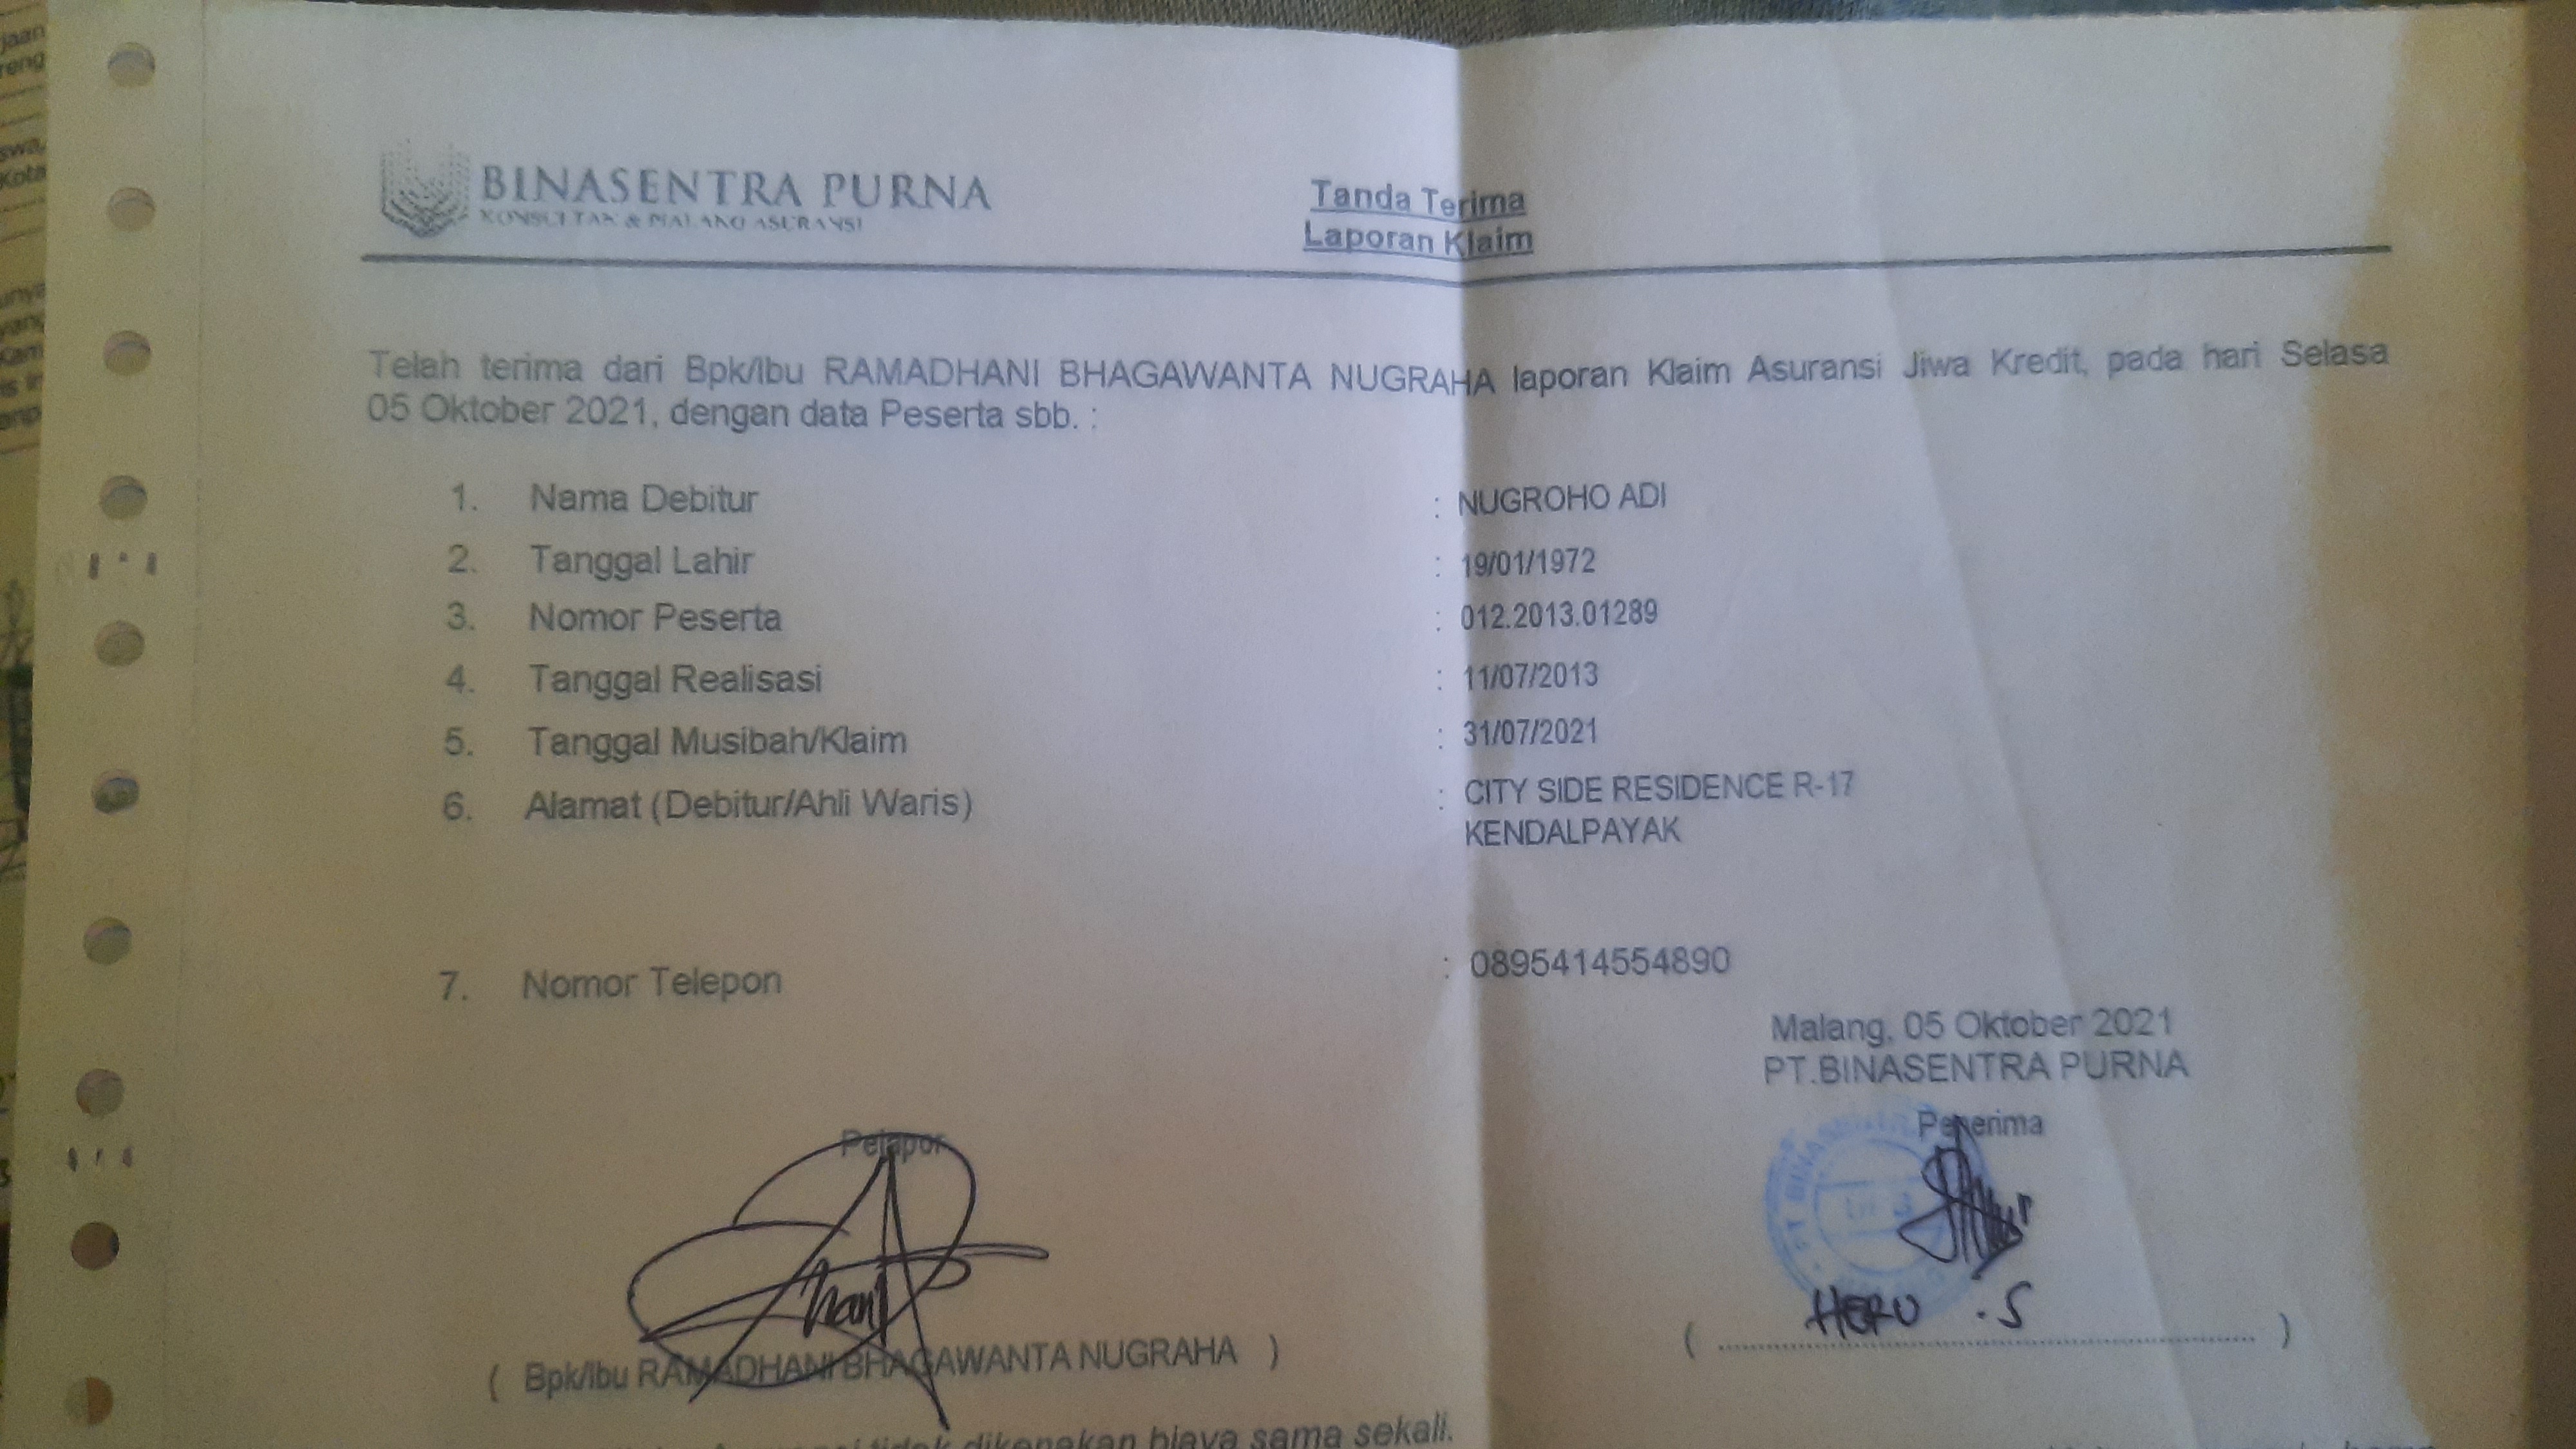 BINASENTRA PURNA
KONSULTAN & PIALANG ASURANSI
Tanda Terima
Laporan Klaim
Telah terima dari Bpk/Ibu RAMADHANI BHAGAWANTA NUGRAHA laporan Klaim Asuransi Jiwa Kredit, pada hari Selasa
05 Oktober 2021, dengan data Peserta sbb. :
1. Nama Debitur : NUGROHO ADI
2. Tanggal Lahir : 19/01/1972
3. Nomor Peserta : 012.2013.01289
4. Tanggal Realisasi : 11/07/2013
5. Tanggal Musibah/Klaim : 31/07/2021
6. Alamat (Debitur/Ahli Waris) : CITY SIDE RESIDENCE R-17
KENDALPAYAK
7. Nomor Telepon : 0895414554890
Malang, 05 Oktober 2021
PT.BINASENTRA PURNA
Pelapor
Penerima
HERU . S
( Bpk/Ibu RAMADHANI BHAGAWANTA NUGRAHA )
( .......... )
tidak dikenakan biaya sama sekali.